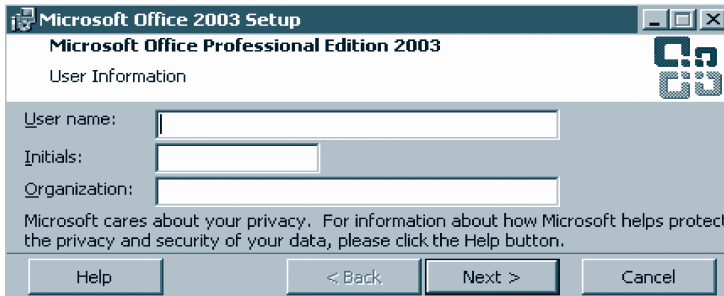 Microsoft Office 2003 Setup
Microsoft Office Professional Edition 2003
User Information
User name:
Initials:
Organization:
Microsoft cares about your privacy.  For information about how Microsoft helps protect
the privacy and security of your data, please click the Help button.
Help < Back Next > Cancel